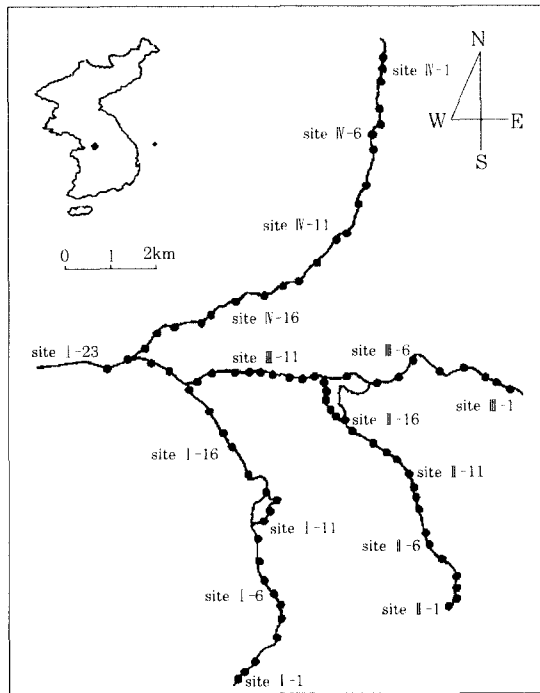 N
site Ⅳ-1
W E
site Ⅳ-6
S
site Ⅳ-11
0 1 2km
site Ⅳ-16
site Ⅰ-23
site Ⅲ-11
site Ⅲ-6
site Ⅲ-1
site Ⅱ-16
site Ⅰ-16
site Ⅱ-11
site Ⅰ-11
site Ⅱ-6
site Ⅰ-6
site Ⅱ-1
site Ⅰ-1